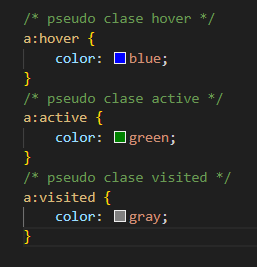 /* pseudo clase hover */
a:hover {
    color: blue;
}
/* pseudo clase active */
a:active {
    color: green;
}
/* pseudo clase visited */
a:visited {
    color: gray;
}